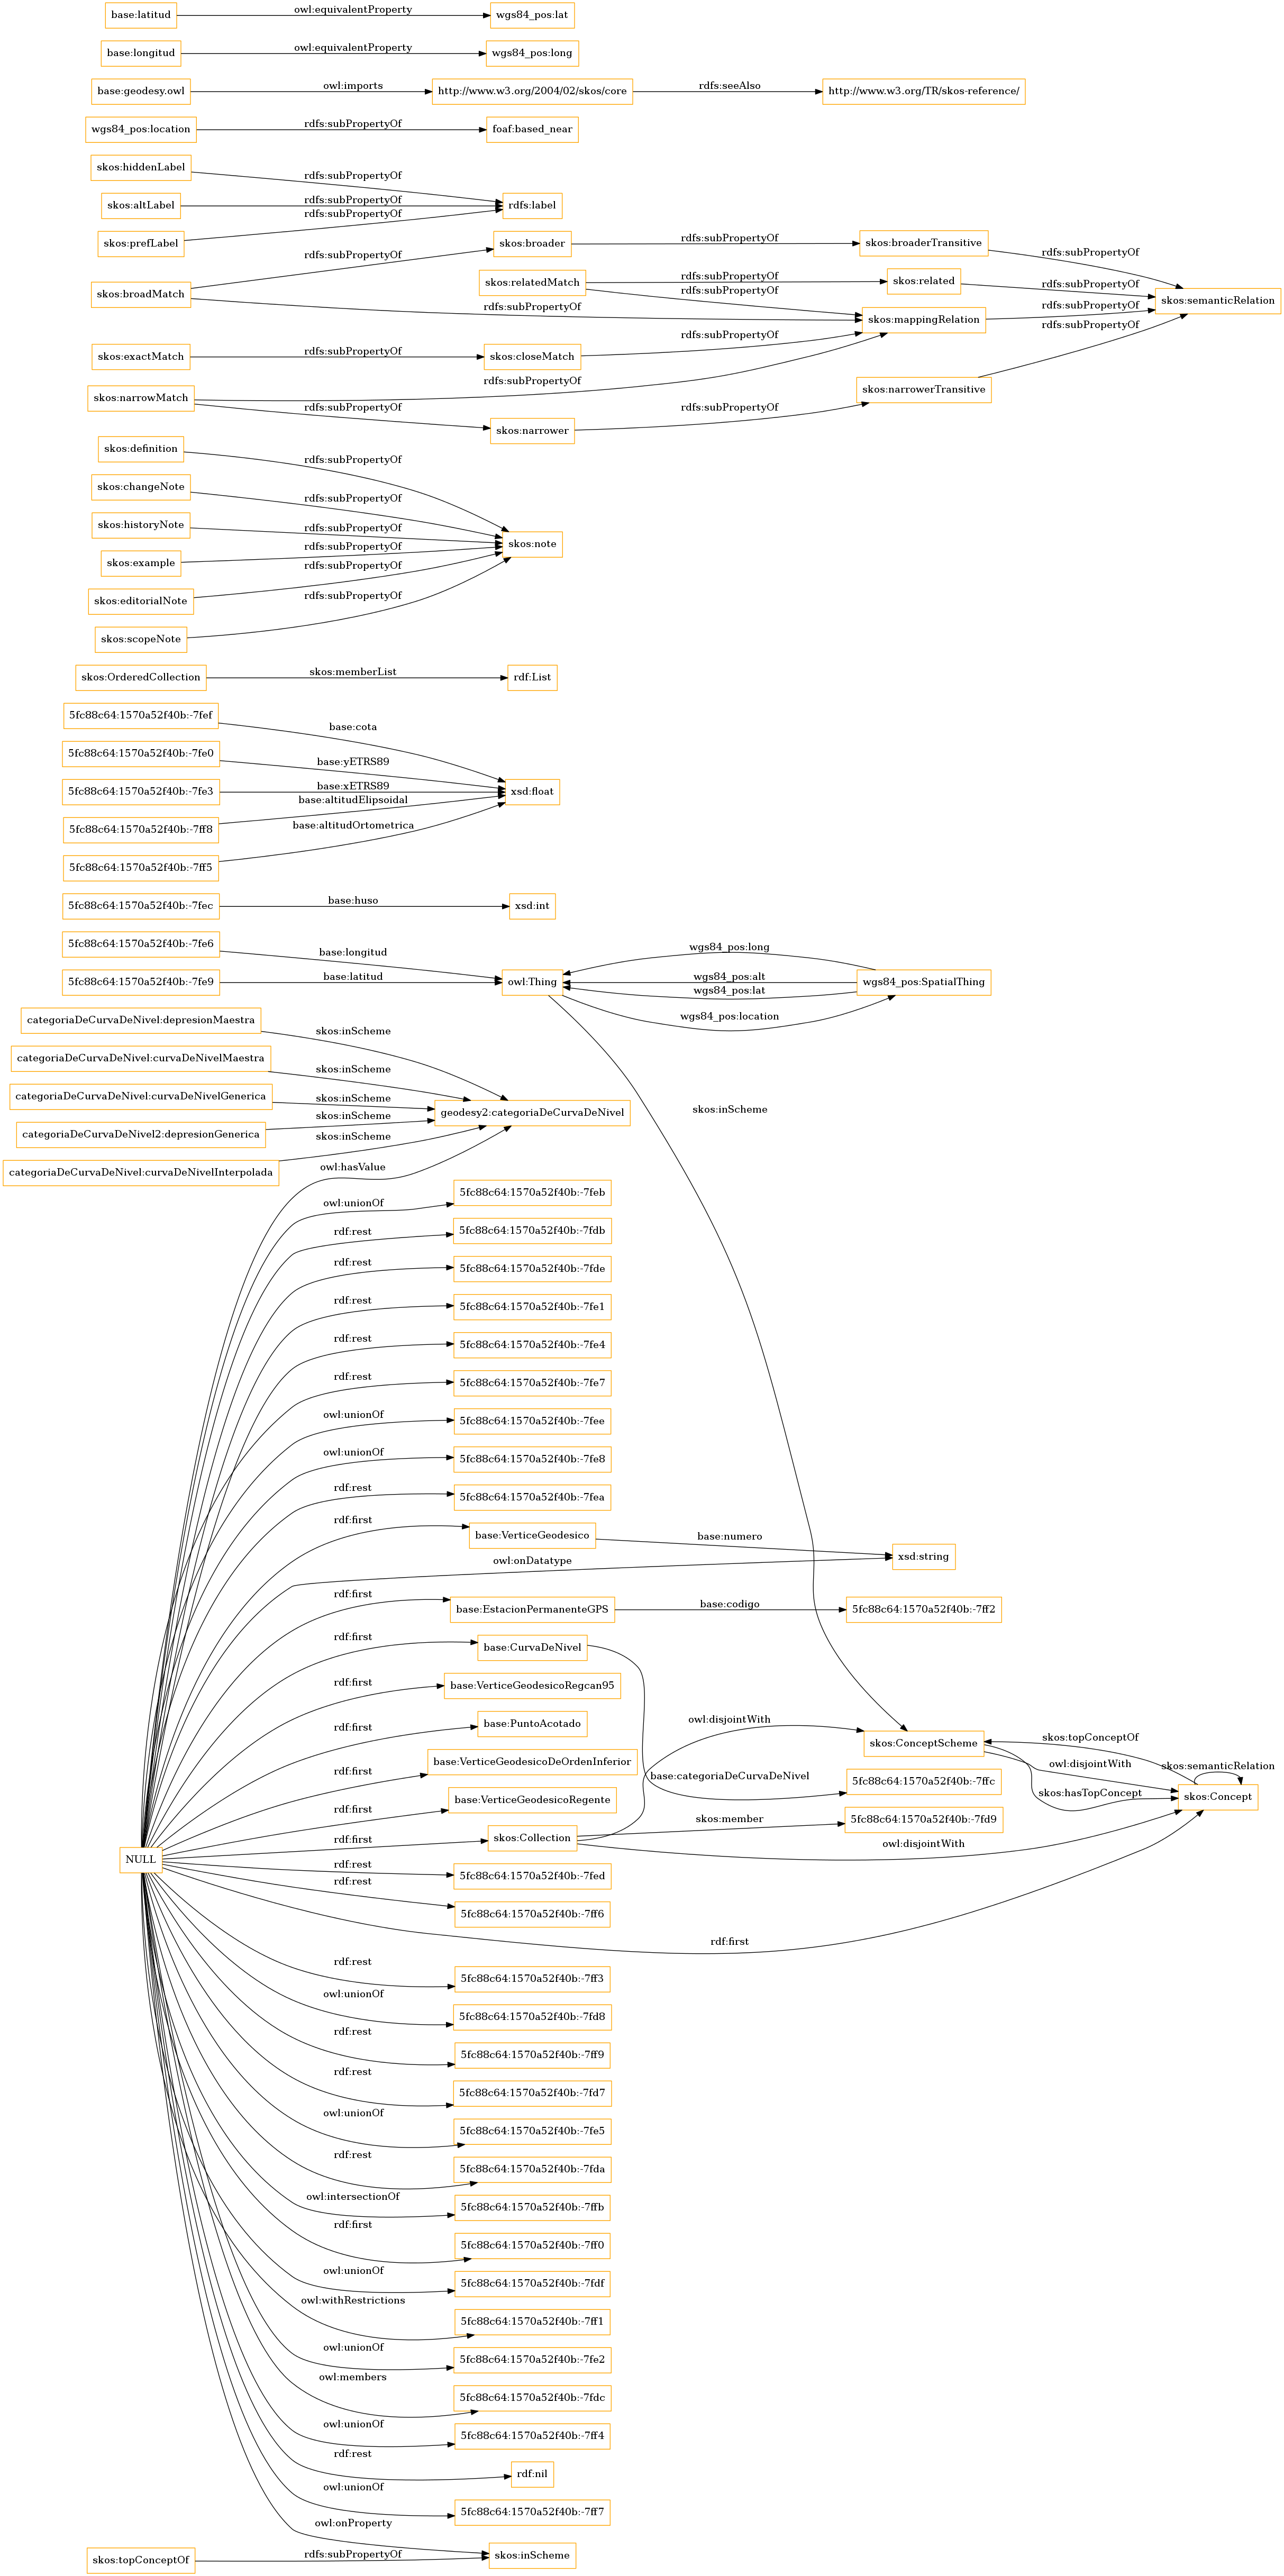 base:latitud
owl:equivalentProperty
wgs84_pos:lat
base:longitud
owl:equivalentProperty
wgs84_pos:long
base:geodesy.owl
owl:imports
http://www.w3.org/2004/02/skos/core
rdfs:seeAlso
http://www.w3.org/TR/skos-reference/
wgs84_pos:location
rdfs:subPropertyOf
foaf:based_near
skos:hiddenLabel
rdfs:subPropertyOf
skos:altLabel
rdfs:subPropertyOf
rdfs:label
skos:prefLabel
rdfs:subPropertyOf
skos:broadMatch
rdfs:subPropertyOf
skos:broader
rdfs:subPropertyOf
skos:broaderTransitive
rdfs:subPropertyOf
skos:relatedMatch
rdfs:subPropertyOf
rdfs:subPropertyOf
skos:related
rdfs:subPropertyOf
skos:semanticRelation
rdfs:subPropertyOf
skos:mappingRelation
rdfs:subPropertyOf
rdfs:subPropertyOf
skos:exactMatch
rdfs:subPropertyOf
skos:closeMatch
rdfs:subPropertyOf
skos:narrowMatch
rdfs:subPropertyOf
rdfs:subPropertyOf
skos:narrower
rdfs:subPropertyOf
skos:narrowerTransitive
skos:definition
rdfs:subPropertyOf
skos:changeNote
rdfs:subPropertyOf
skos:historyNote
rdfs:subPropertyOf
skos:note
skos:example
rdfs:subPropertyOf
skos:editorialNote
rdfs:subPropertyOf
skos:scopeNote
rdfs:subPropertyOf
skos:OrderedCollection
skos:memberList
rdf:List
5fc88c64:1570a52f40b:-7fef
base:cota
5fc88c64:1570a52f40b:-7fe0
base:yETRS89
5fc88c64:1570a52f40b:-7fe3
base:xETRS89
xsd:float
5fc88c64:1570a52f40b:-7ff8
base:altitudElipsoidal
5fc88c64:1570a52f40b:-7ff5
base:altitudOrtometrica
5fc88c64:1570a52f40b:-7fec
base:huso
xsd:int
5fc88c64:1570a52f40b:-7fe6
base:longitud
5fc88c64:1570a52f40b:-7fe9
base:latitud
owl:Thing
wgs84_pos:long
wgs84_pos:alt
wgs84_pos:lat
wgs84_pos:location
wgs84_pos:SpatialThing
categoriaDeCurvaDeNivel:depresionMaestra
skos:inScheme
categoriaDeCurvaDeNivel:curvaDeNivelMaestra
skos:inScheme
categoriaDeCurvaDeNivel:curvaDeNivelGenerica
skos:inScheme
geodesy2:categoriaDeCurvaDeNivel
skos:inScheme
categoriaDeCurvaDeNivel2:depresionGenerica
skos:inScheme
categoriaDeCurvaDeNivel:curvaDeNivelInterpolada
skos:inScheme
owl:hasValue
owl:unionOf
5fc88c64:1570a52f40b:-7feb
rdf:rest
5fc88c64:1570a52f40b:-7fdb
rdf:rest
5fc88c64:1570a52f40b:-7fde
rdf:rest
5fc88c64:1570a52f40b:-7fe1
rdf:rest
5fc88c64:1570a52f40b:-7fe4
rdf:rest
5fc88c64:1570a52f40b:-7fe7
owl:unionOf
5fc88c64:1570a52f40b:-7fee
owl:unionOf
5fc88c64:1570a52f40b:-7fe8
rdf:rest
5fc88c64:1570a52f40b:-7fea
rdf:first
base:VerticeGeodesico
base:numero
owl:onDatatype
xsd:string
rdf:first
base:EstacionPermanenteGPS
base:codigo
5fc88c64:1570a52f40b:-7ff2
rdf:first
base:CurvaDeNivel
rdf:first
base:VerticeGeodesicoRegcan95
rdf:first
base:PuntoAcotado
owl:disjointWith
skos:ConceptScheme
skos:topConceptOf
owl:disjointWith
skos:hasTopConcept
skos:semanticRelation
skos:Concept
rdf:first
base:VerticeGeodesicoDeOrdenInferior
base:categoriaDeCurvaDeNivel
5fc88c64:1570a52f40b:-7ffc
rdf:first
base:VerticeGeodesicoRegente
rdf:first
skos:Collection
skos:member
5fc88c64:1570a52f40b:-7fd9
owl:disjointWith
NULL
rdf:rest
5fc88c64:1570a52f40b:-7fed
rdf:rest
5fc88c64:1570a52f40b:-7ff6
rdf:first
rdf:rest
5fc88c64:1570a52f40b:-7ff3
owl:unionOf
5fc88c64:1570a52f40b:-7fd8
rdf:rest
5fc88c64:1570a52f40b:-7ff9
rdf:rest
5fc88c64:1570a52f40b:-7fd7
owl:unionOf
5fc88c64:1570a52f40b:-7fe5
rdf:rest
5fc88c64:1570a52f40b:-7fda
owl:intersectionOf
5fc88c64:1570a52f40b:-7ffb
rdf:first
5fc88c64:1570a52f40b:-7ff0
owl:unionOf
5fc88c64:1570a52f40b:-7fdf
owl:withRestrictions
5fc88c64:1570a52f40b:-7ff1
owl:unionOf
5fc88c64:1570a52f40b:-7fe2
owl:members
5fc88c64:1570a52f40b:-7fdc
owl:unionOf
5fc88c64:1570a52f40b:-7ff4
rdf:rest
rdf:nil
owl:unionOf
5fc88c64:1570a52f40b:-7ff7
owl:onProperty
skos:inScheme
skos:topConceptOf
rdfs:subPropertyOf